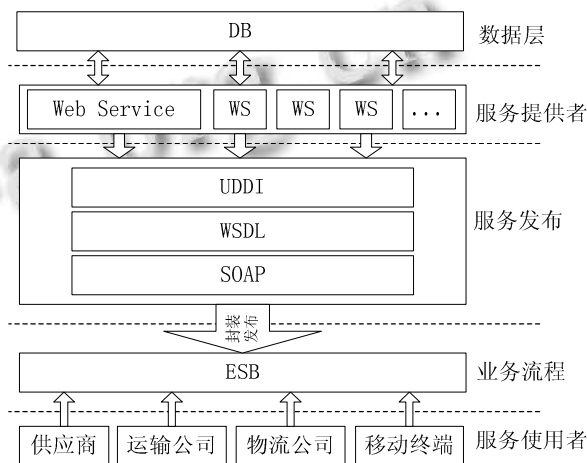 DB
数据层
Web Service
WS
WS
WS
...
服务提供者
UDDI
WSDL
SOAP
服务发布
封装
发布
ESB
业务流程
供应商
运输公司
物流公司
移动终端
服务使用者